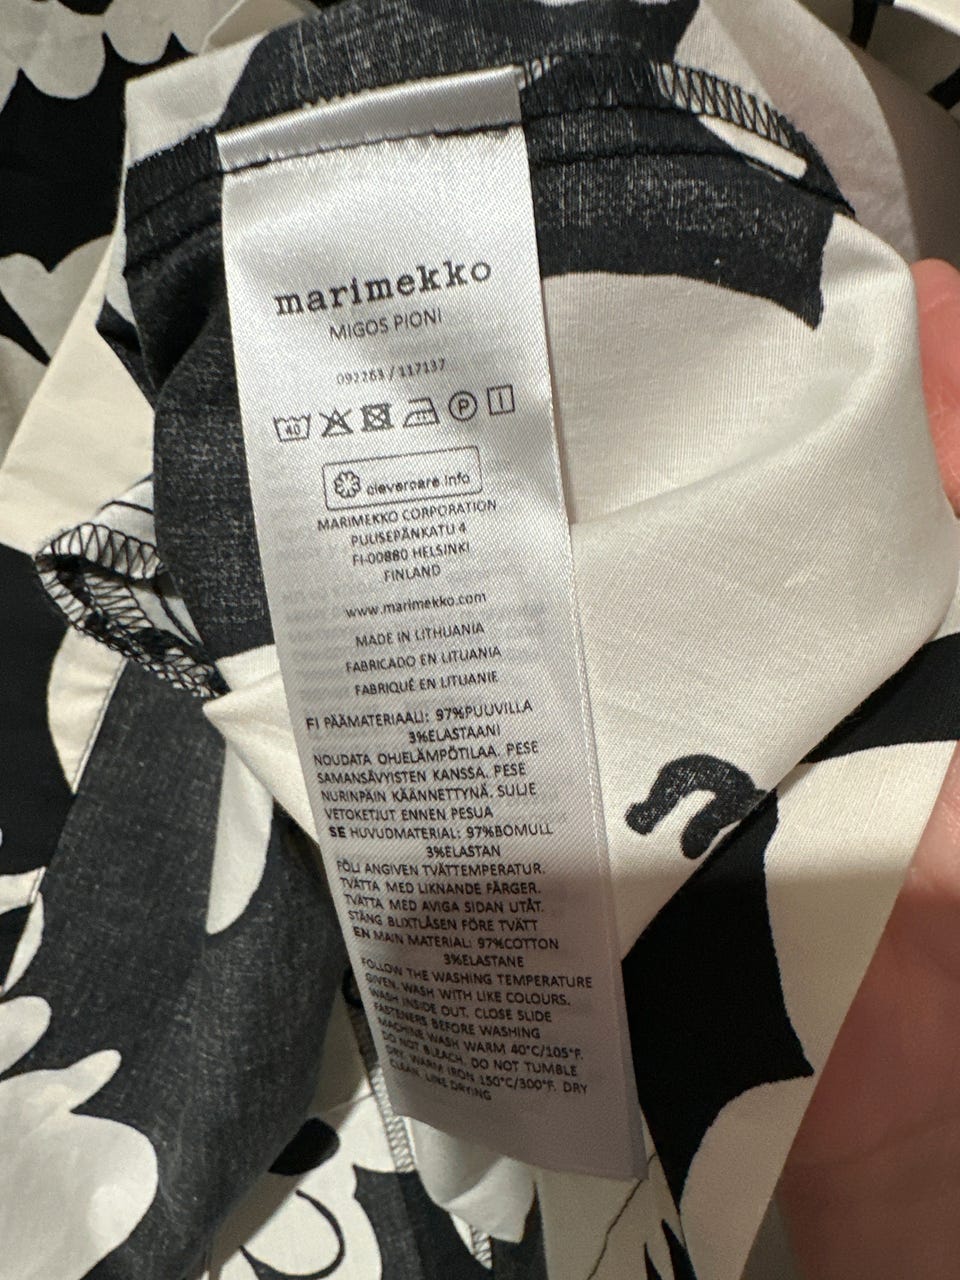 marimekko
MIGOS PIONI
092263 / 117137
40 P
clevercare.info
MARIMEKKO CORPORATION
PUUSEPÄNKATU 4
FI-00880 HELSINKI
FINLAND
www.marimekko.com
MADE IN LITHUANIA
FABRICADO EN LITUANIA
FABRIQUÉ EN LITUANIE
FI PÄÄMATERIAALI: 97%PUUVILLA
3%ELASTAANI
NOUDATA OHJELÄMPÖTILAA. PESE
SAMANSÄVYISTEN KANSSA. PESE
NURINPÄIN KÄÄNNETTYNÄ. SULJE
VETOKETJUT ENNEN PESUA
SE HUVUDMATERIAL: 97%BOMULL
3%ELASTAN
FÖLJ ANGIVEN TVÄTTEMPERATUR.
TVÄTTA MED LIKNANDE FÄRGER.
TVÄTTA MED AVIGA SIDAN UTÅT.
STÄNG BLIXTLÅSEN FÖRE TVÄTT
EN MAIN MATERIAL: 97%COTTON
3%ELASTANE
FOLLOW THE WASHING TEMPERATURE
GIVEN. WASH WITH LIKE COLOURS.
WASH INSIDE OUT. CLOSE SLIDE
FASTENERS BEFORE WASHING
MACHINE WASH WARM 40°C/105°F.
DO NOT BLEACH. DO NOT TUMBLE
DRY. WARM IRON 150°C/300°F. DRY
CLEAN. LINE DRYING